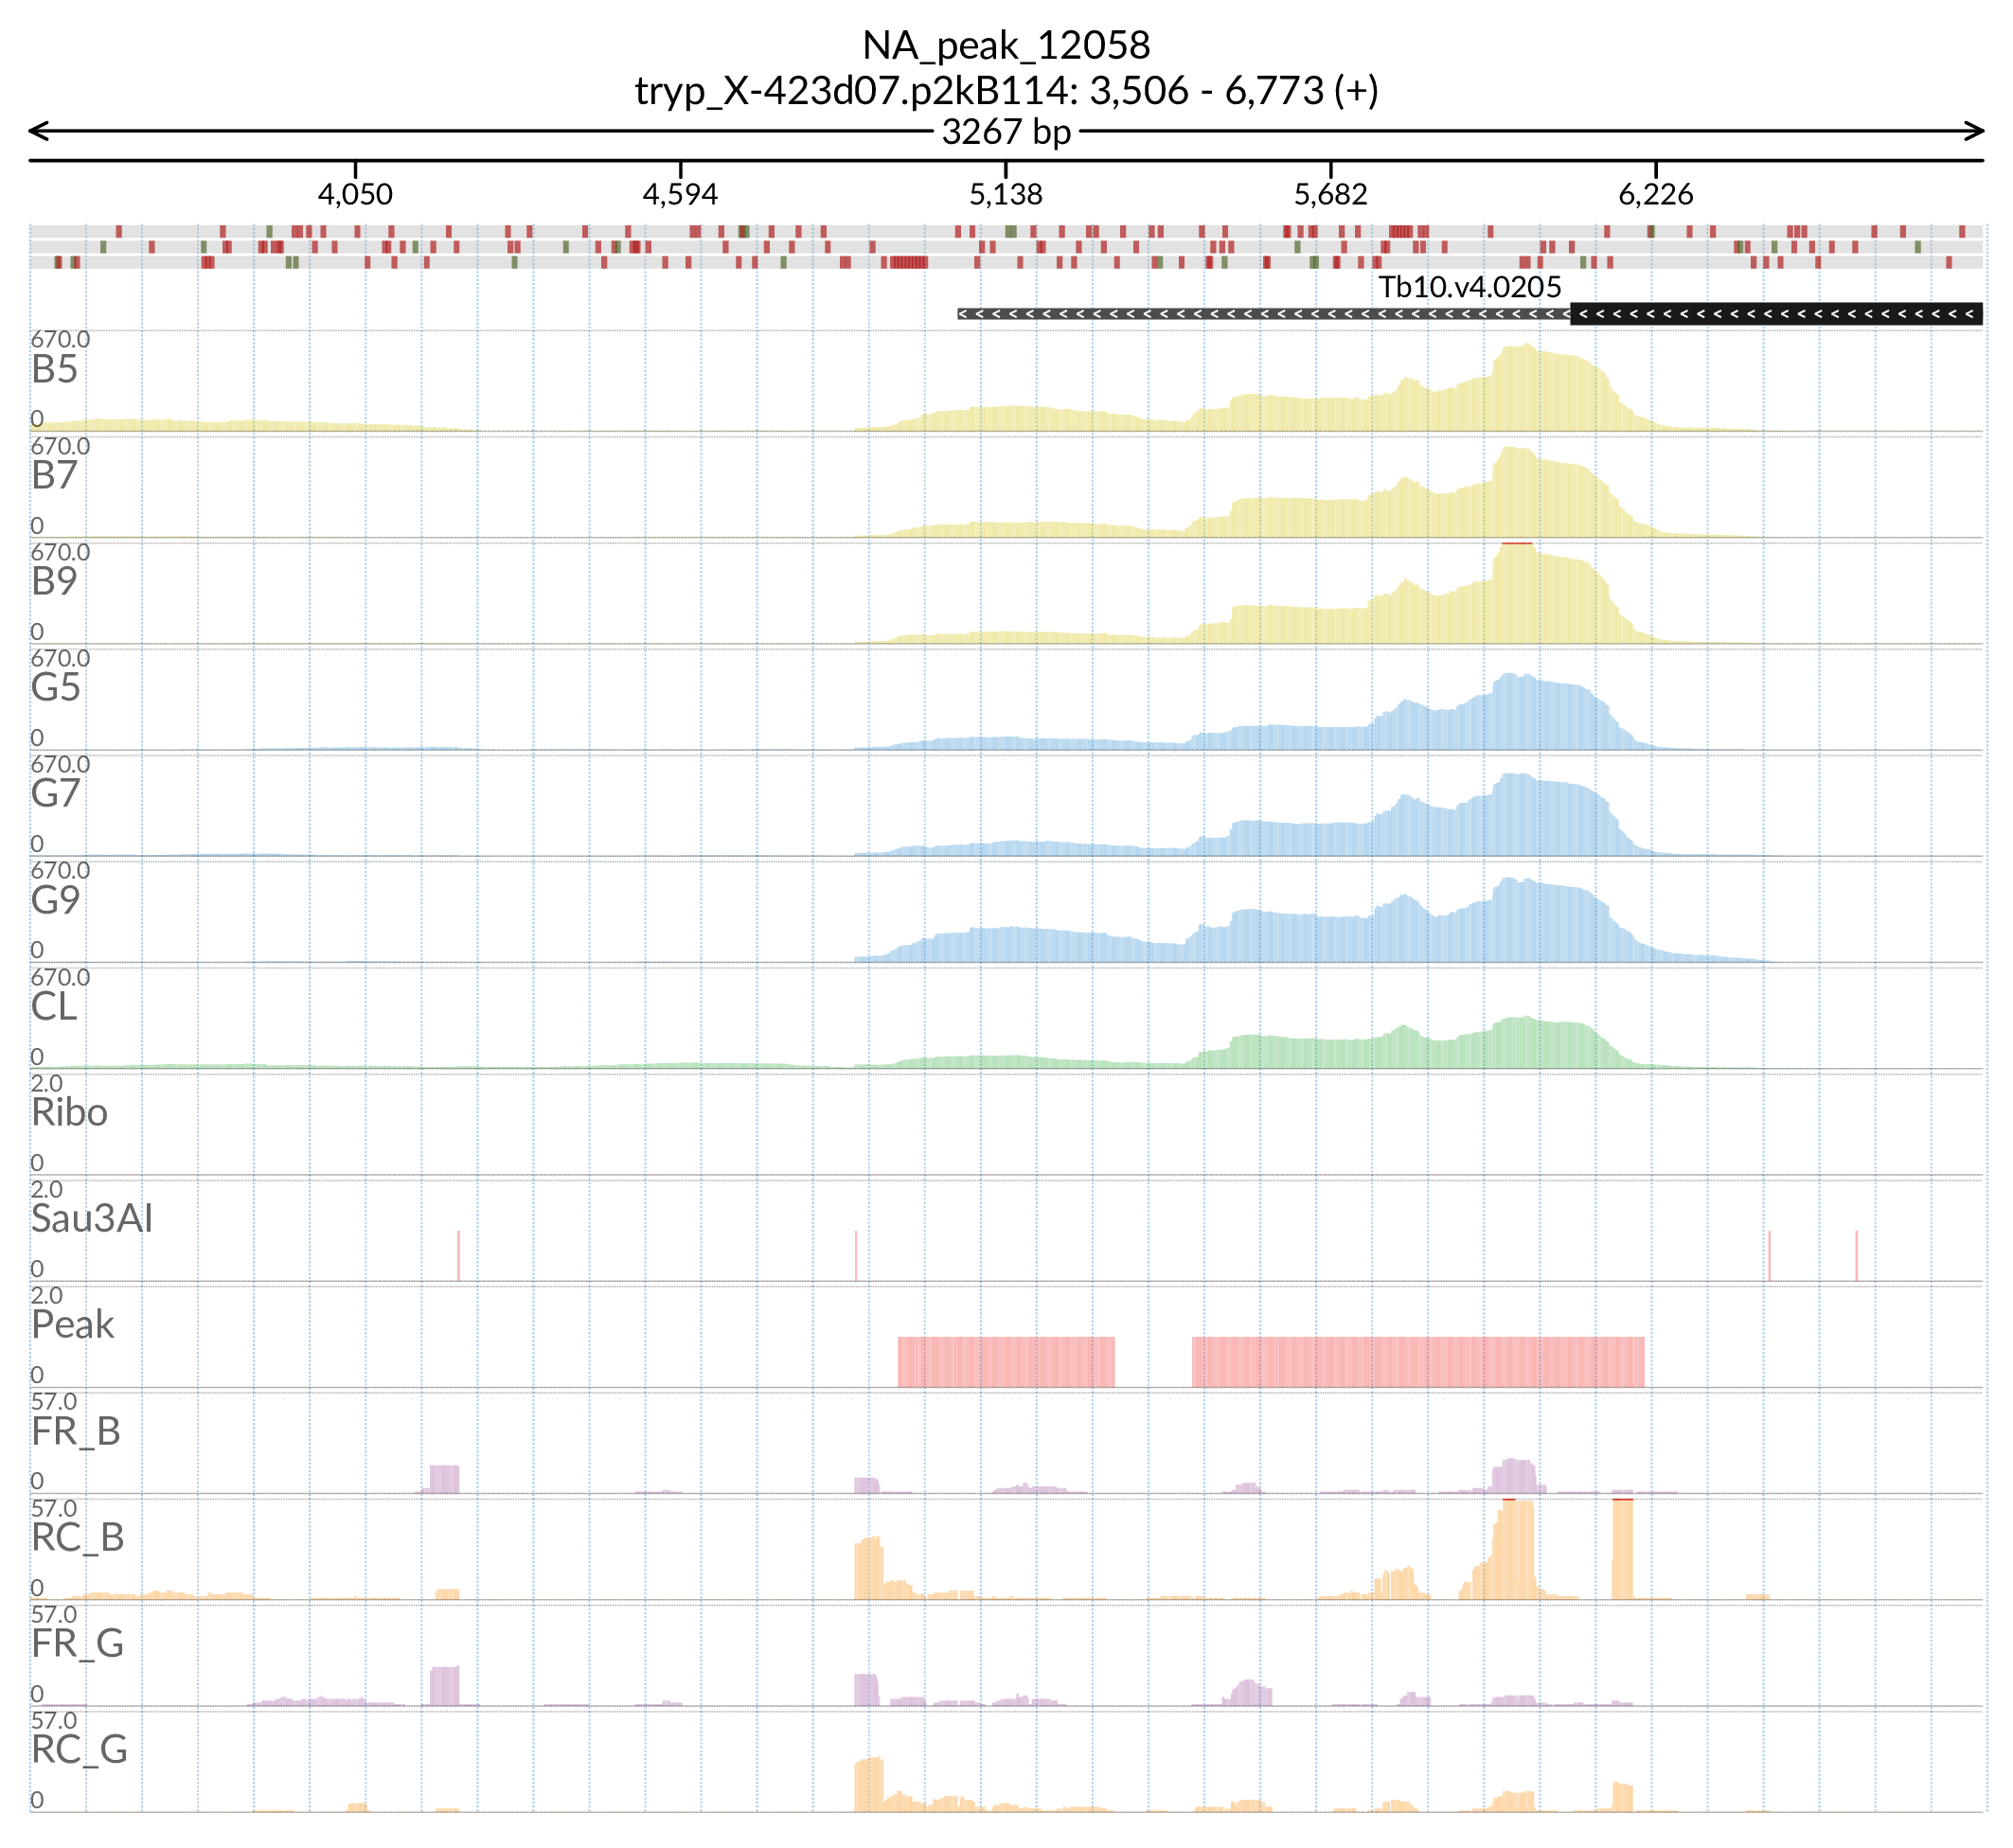 NA_peak_12058
tryp_X-423d07.p2kB114: 3,506 - 6,773 (+)
3267 bp
4,050 4,594 5,138 5,682 6,226
Tb10.v4.0205
670.0
B5
0
670.0
B7
0
670.0
B9
0
670.0
G5
0
670.0
G7
0
670.0
G9
0
670.0
CL
0
2.0
Ribo
0
2.0
Sau3AI
0
2.0
Peak
0
57.0
FR_B
0
57.0
RC_B
0
57.0
FR_G
0
57.0
RC_G
0